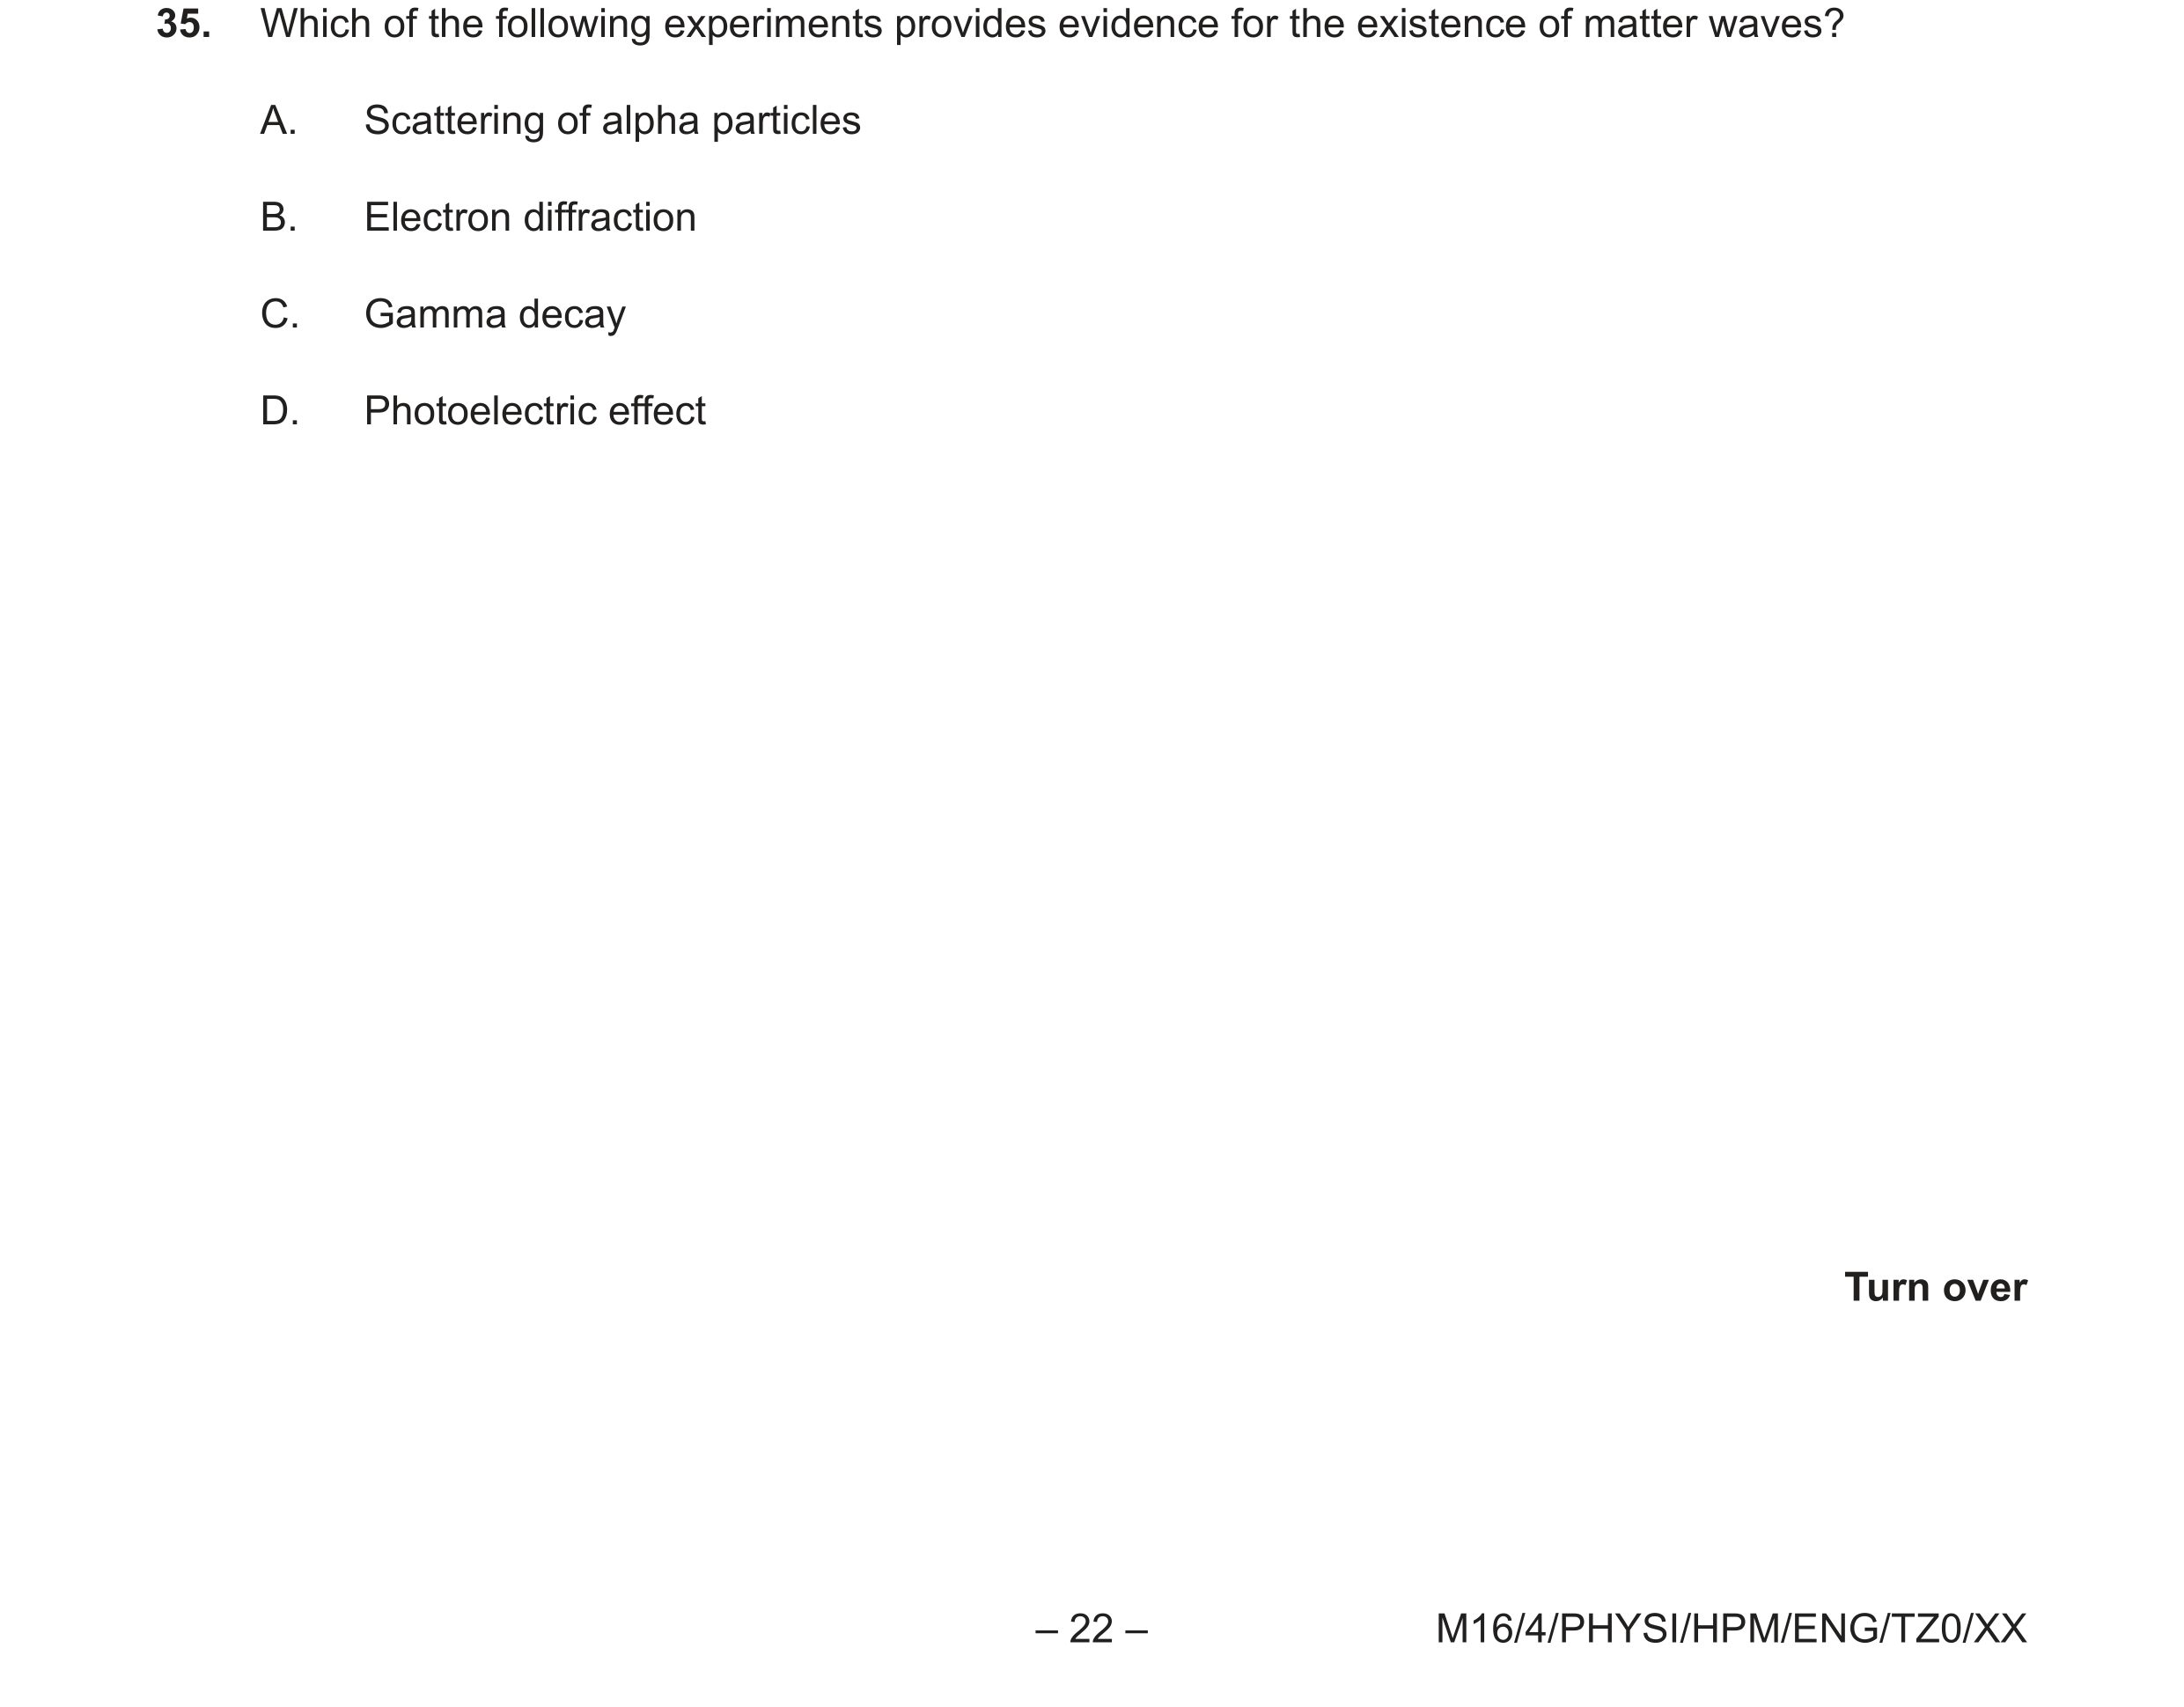 35. Which of the following experiments provides evidence for the existence of matter waves?
A. Scattering of alpha particles
B. Electron diffraction
C. Gamma decay
D. Photoelectric effect
Turn over
– 22 – M16/4/PHYSI/HPM/ENG/TZ0/XX